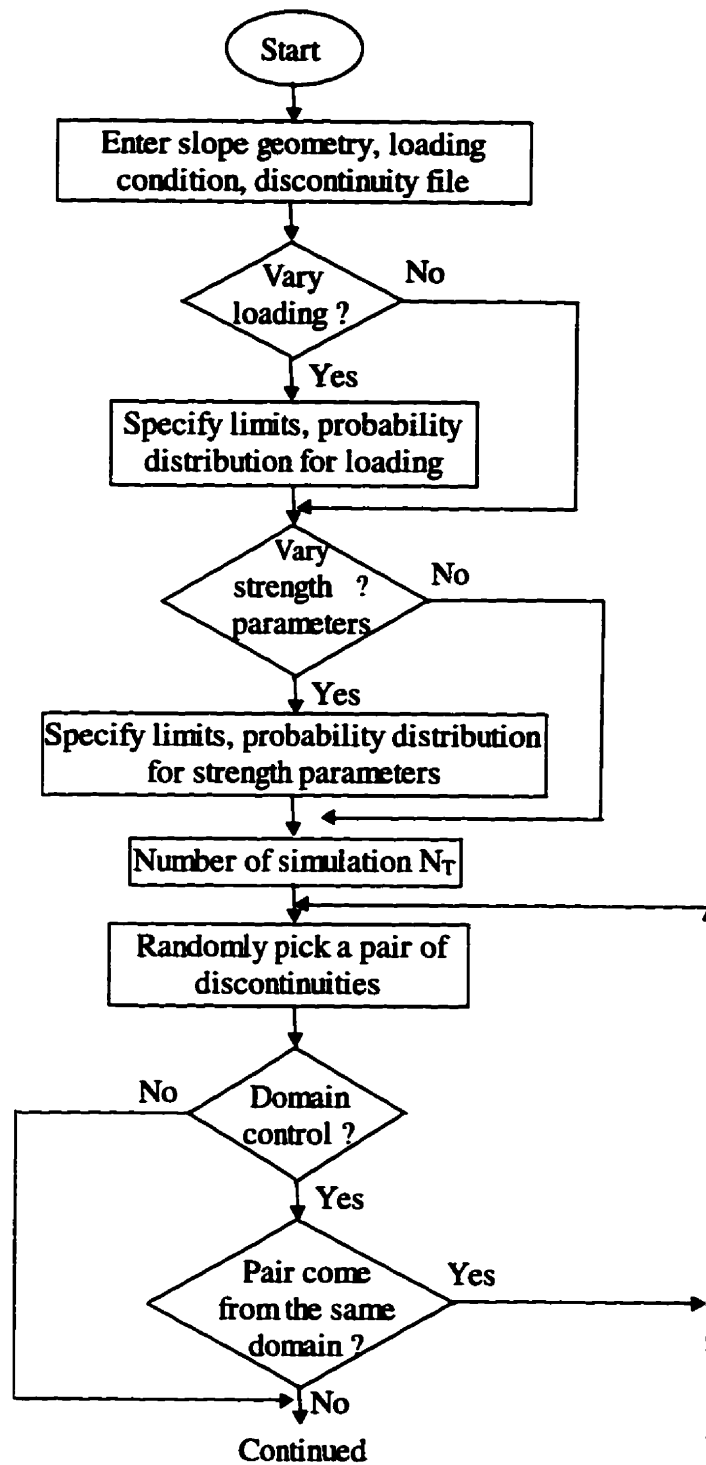 Start
Enter slope geometry, loading
condition, discontinuity file
Vary
loading ?
No
Yes
Specify limits, probability
distribution for loading
Vary
strength ?
parameters
No
Yes
Specify limits, probability distribution
for strength parameters
Number of simulation N_T
Randomly pick a pair of
discontinuities
No
Domain
control ?
Yes
Pair come
from the same
domain ?
Yes
No
Continued